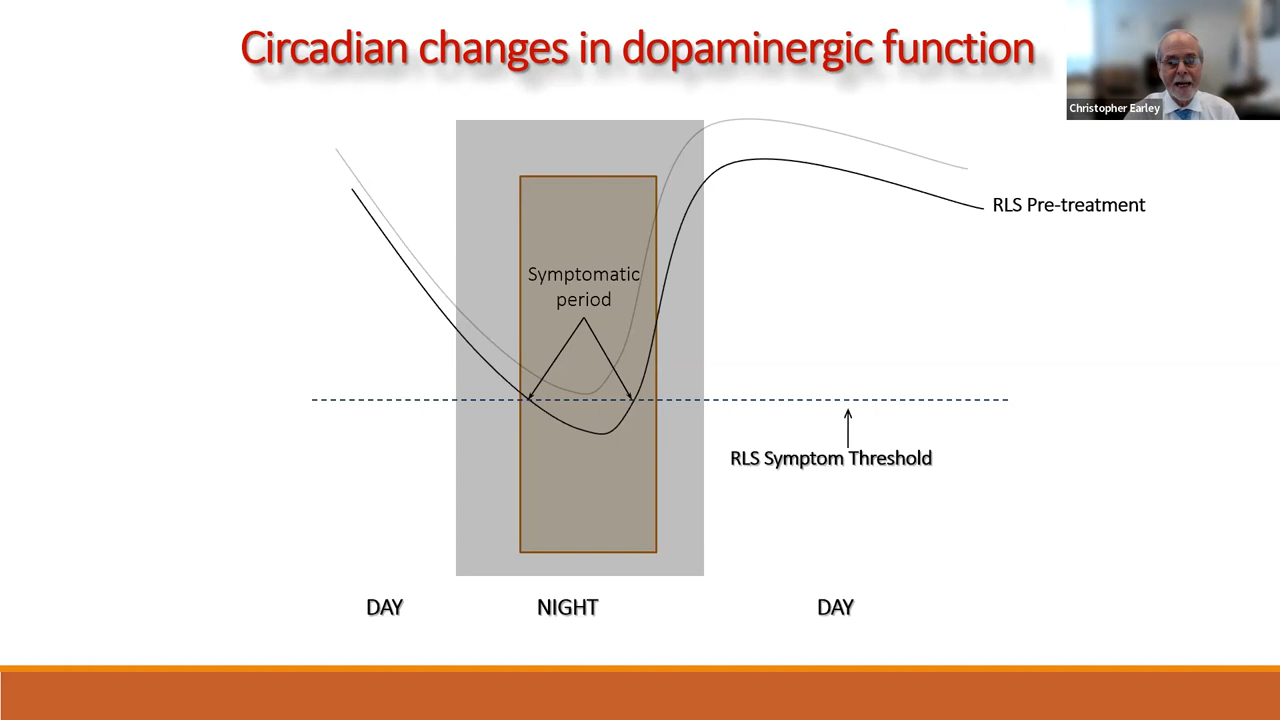 Circadian changes in dopaminergic function
Christopher Earley
RLS Pre-treatment
Symptomatic
period
RLS Symptom Threshold
DAY
NIGHT
DAY